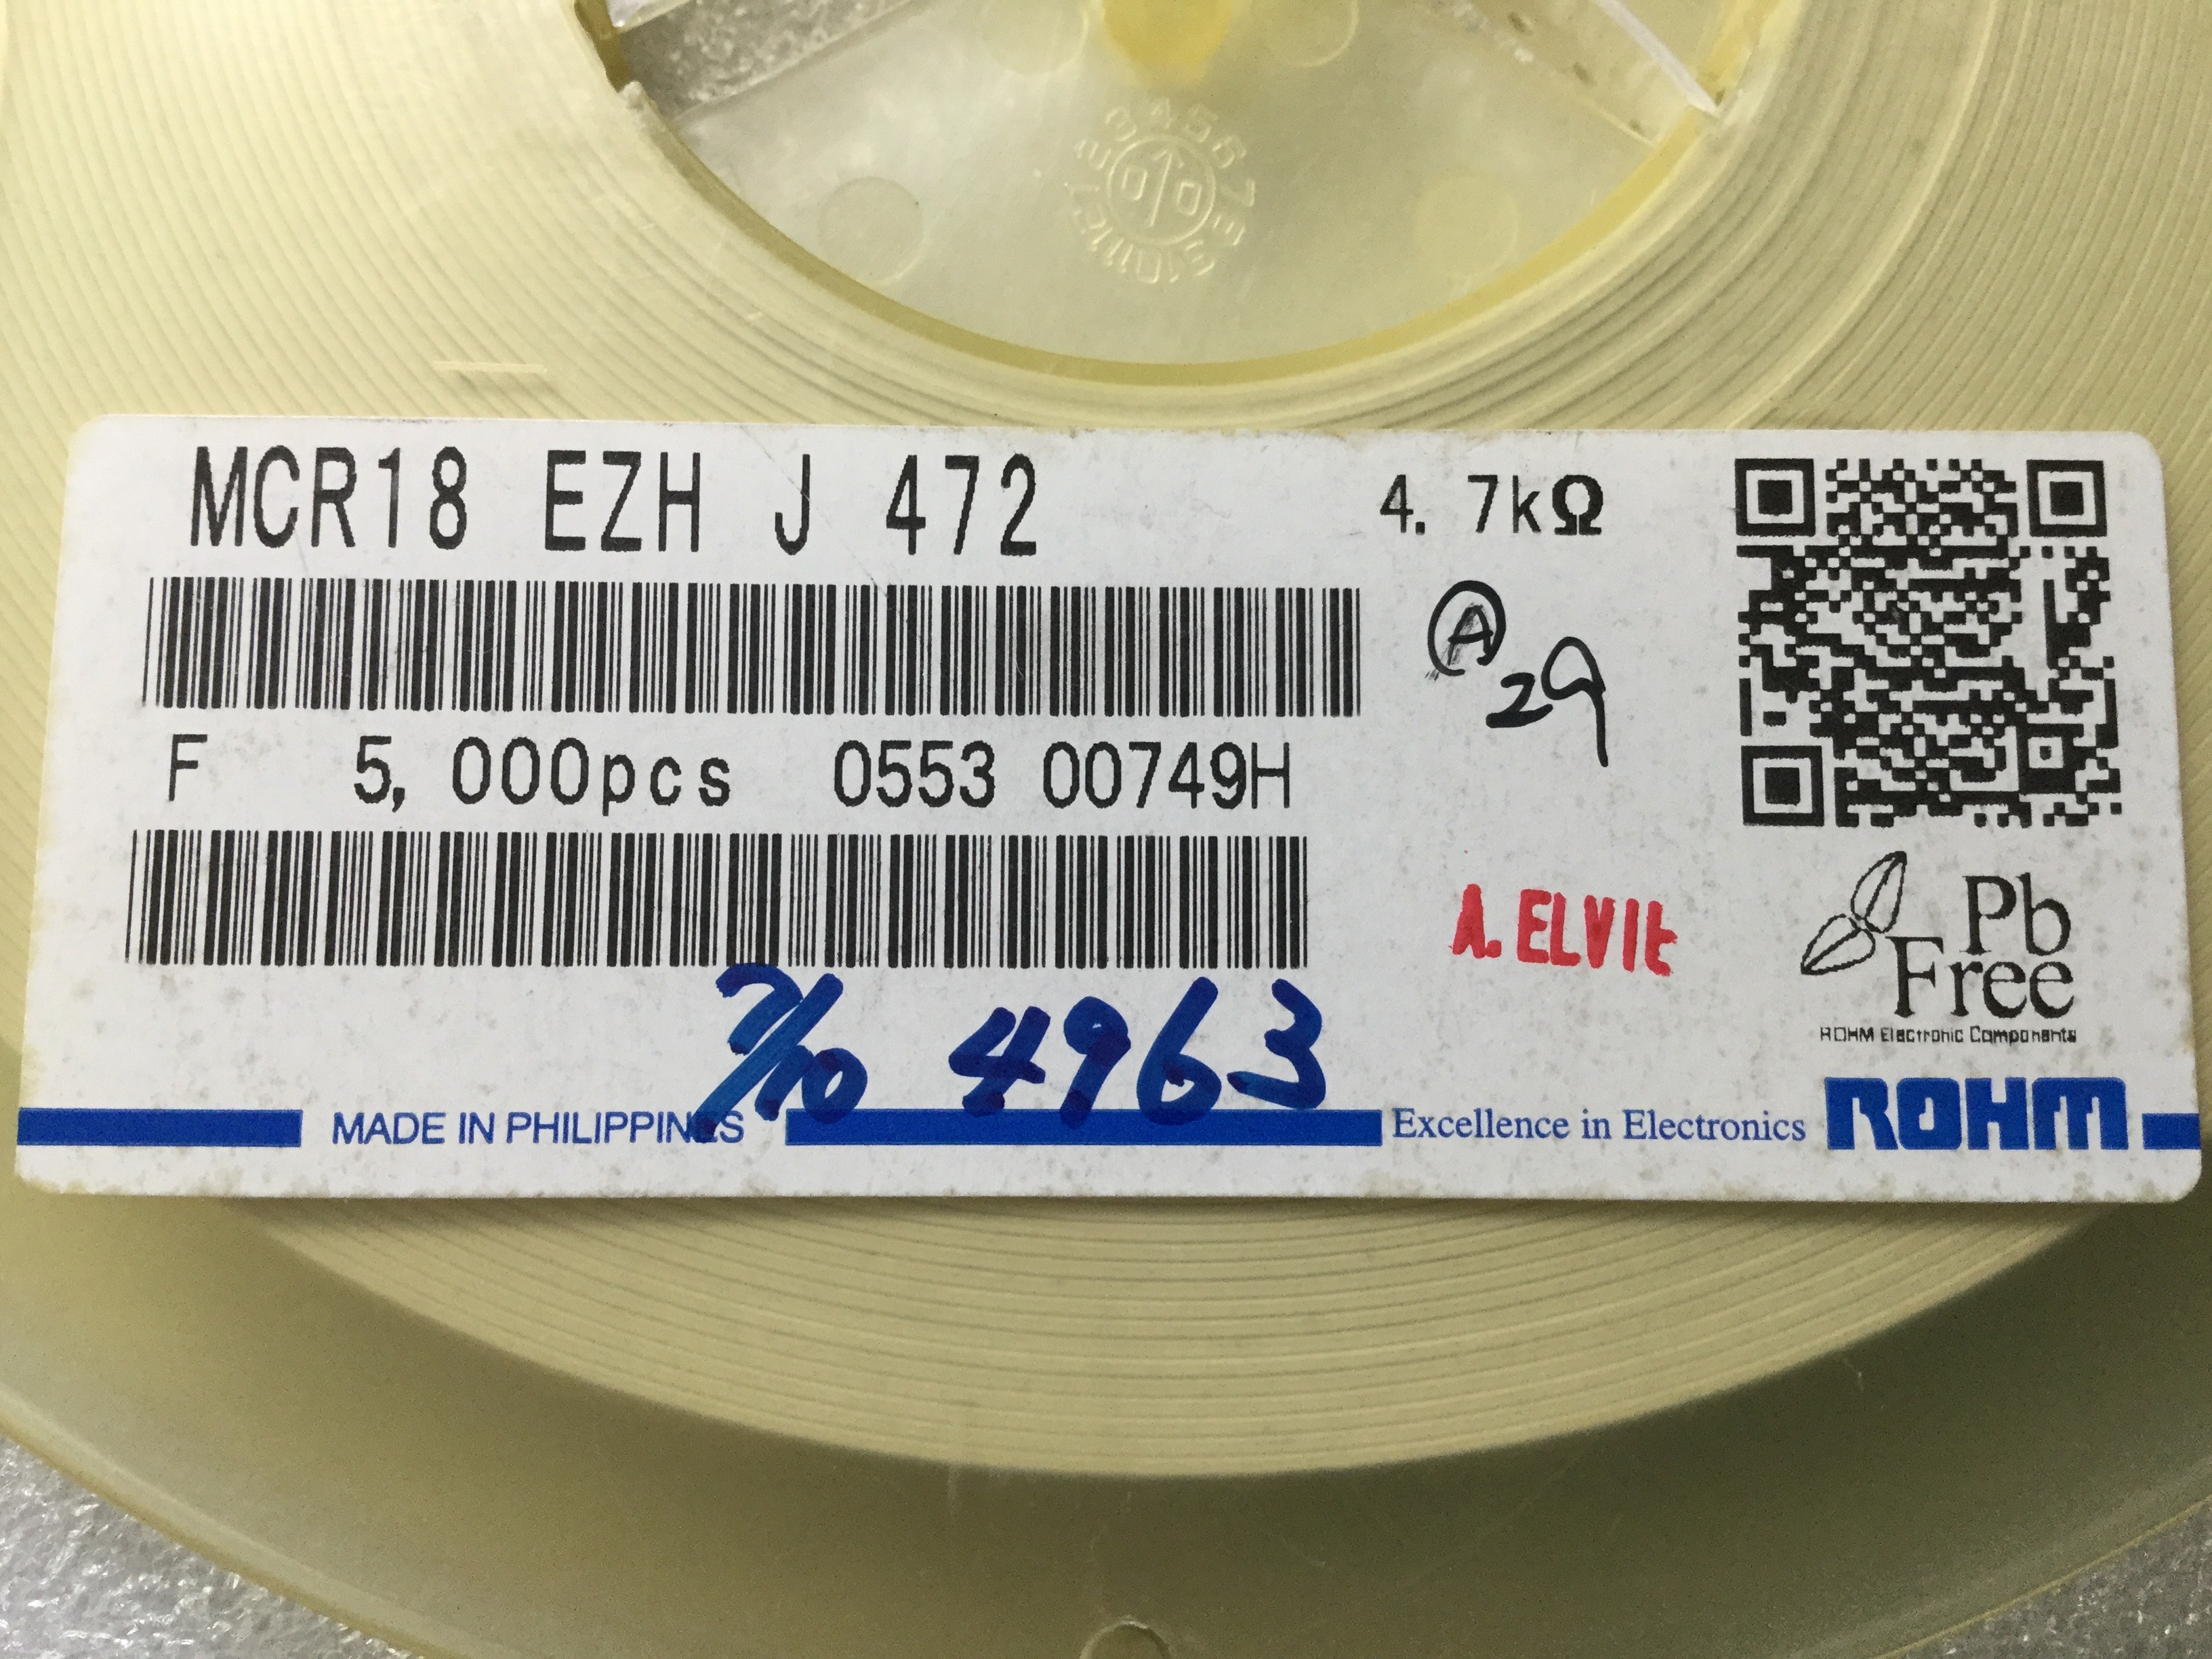 MCR18 EZH J 472 4.7kΩ
A
29
F 5,000pcs 0553 00749H
A.ELVIE
Pb
Free
ROHM Electronic Components
7/10 4963
MADE IN PHILIPPINES Excellence in Electronics ROHM